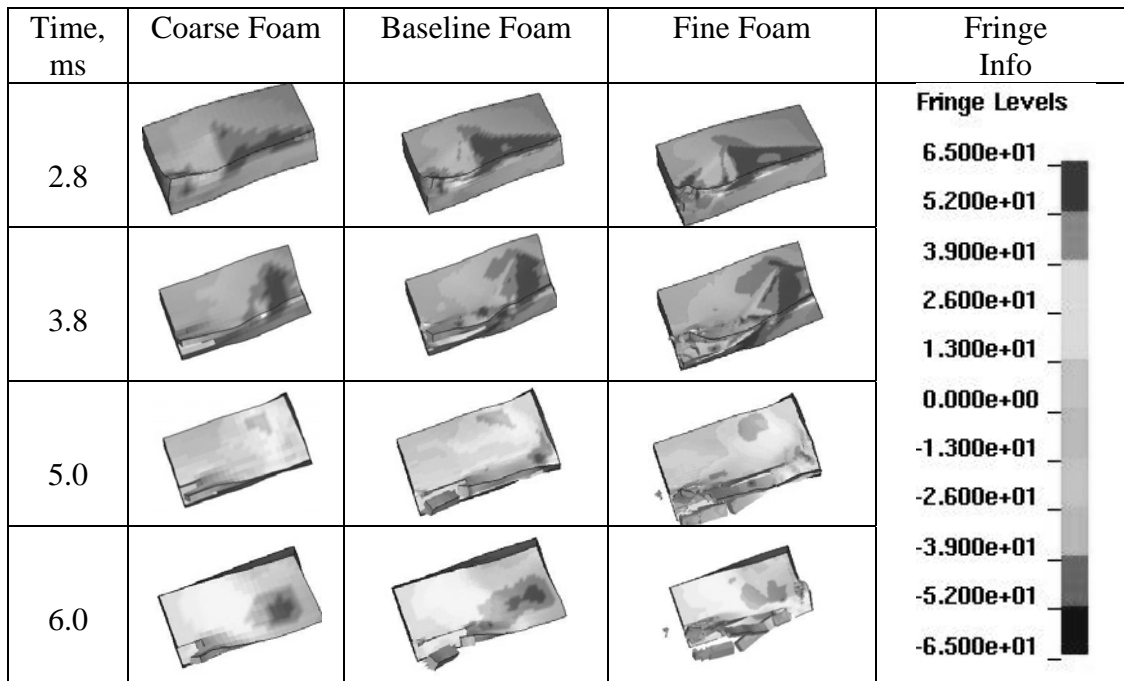 Time,
ms
Coarse Foam
Baseline Foam
Fine Foam
Fringe
Info
2.8
3.8
5.0
6.0
Fringe Levels
6.500e+01
5.200e+01
3.900e+01
2.600e+01
1.300e+01
0.000e+00
-1.300e+01
-2.600e+01
-3.900e+01
-5.200e+01
-6.500e+01